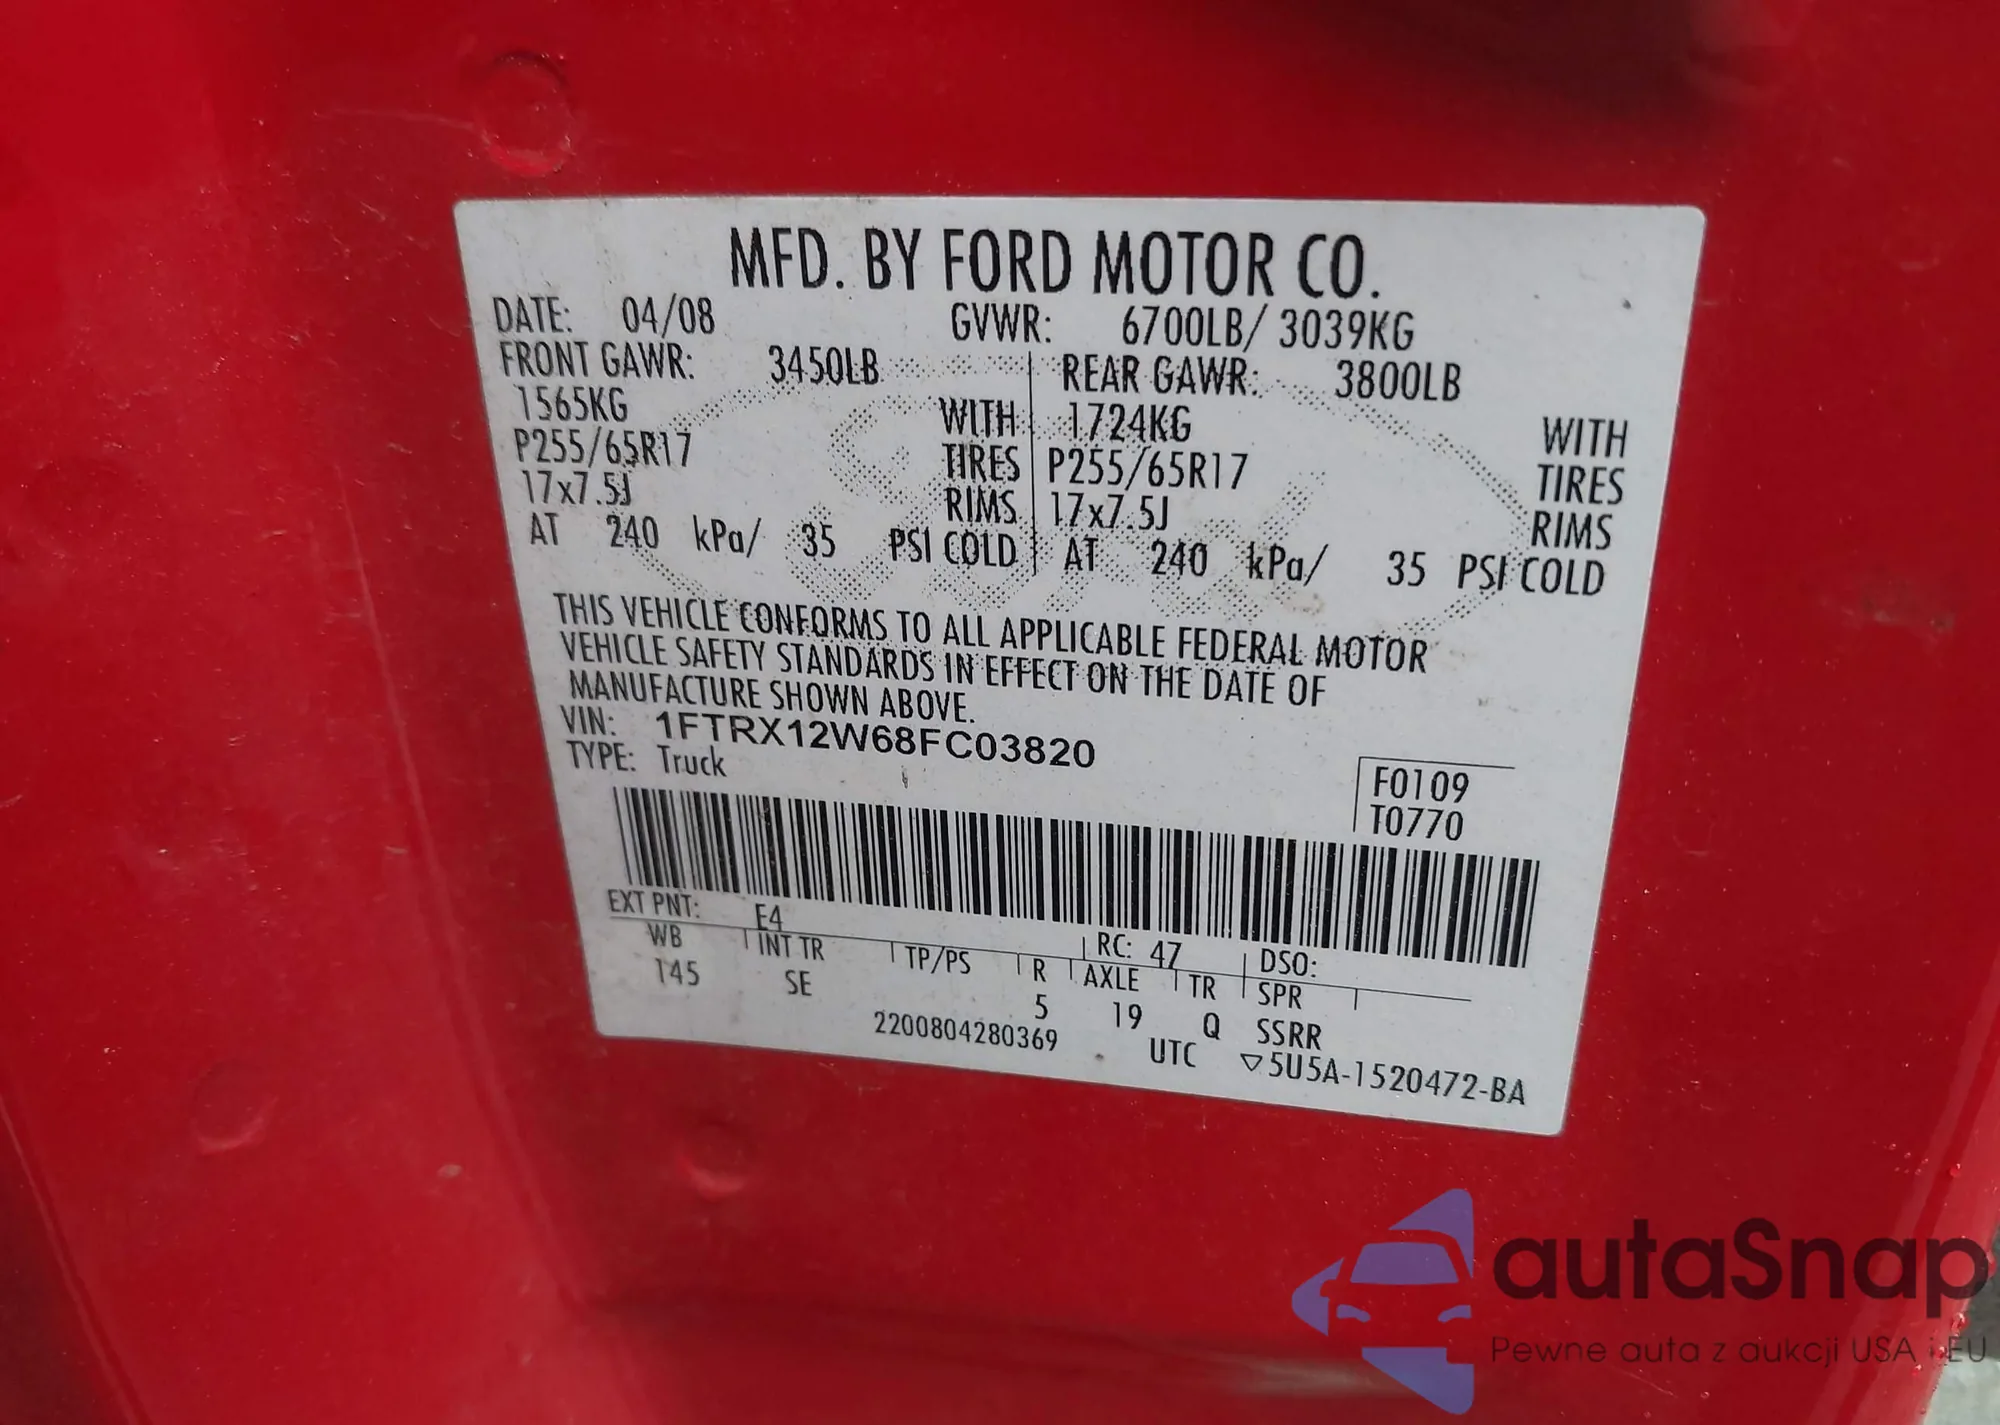 MFD. BY FORD MOTOR CO.
DATE: 04/08 GVWR: 6700LB/ 3039KG
FRONT GAWR: 3450LB REAR GAWR: 3800LB
1565KG WITH 1724KG WITH
P255/65R17 TIRES P255/65R17 TIRES
17x7.5J RIMS 17x7.5J RIMS
AT 240 kPa/ 35 PSI COLD AT 240 kPa/ 35 PSI COLD
THIS VEHICLE CONFORMS TO ALL APPLICABLE FEDERAL MOTOR
VEHICLE SAFETY STANDARDS IN EFFECT ON THE DATE OF
MANUFACTURE SHOWN ABOVE.
VIN: 1FTRX12W68FC03820
TYPE: Truck
F0109
T0770
EXT PNT: E4 RC: 47 DSO:
WB INT TR TP/PS R AXLE TR SPR
145 SE 5 19 Q SSRR
2200804280369 UTC ▽5U5A-1520472-BA
autaSnap
Pewne auta z aukcji USA i EU